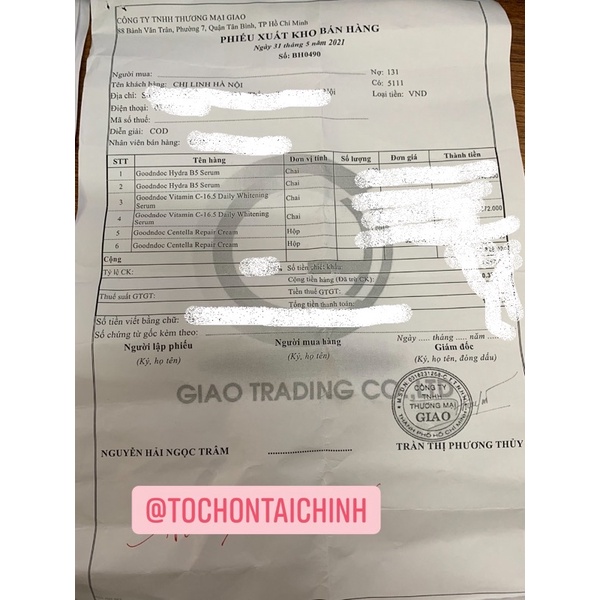 CÔNG TY TNHH THƯƠNG MẠI GIAO
88 Bành Văn Trân, Phường 7, Quận Tân Bình, TP Hồ Chí Minh
PHIẾU XUẤT KHO BÁN HÀNG
Ngày 31 tháng 5 năm 2021
Số: BH0490
Người mua:
Nợ: 131
Tên khách hàng: CHỊ LINH HÀ NỘI
Có: 5111
Địa chỉ:
Nội
Loại tiền: VND
Điện thoại:
Mã số thuế:
Diễn giải: COD
Nhân viên bán hàng:
STT Tên hàng Đơn vị tính Số lượng Đơn giá Thành tiền
1 Goodndoc Hydra B5 Serum Chai
2 Goodndoc Hydra B5 Serum Chai
3 Goodndoc Vitamin C-16.5 Daily Whitening Serum Chai
4 Goodndoc Vitamin C-16.5 Daily Whitening Serum Chai
5 Goodndoc Centella Repair Cream Hộp
6 Goodndoc Centella Repair Cream Hộp
Cộng
Tỷ lệ CK: Số tiền chiết khấu:
Cộng tiền hàng (Đã trừ CK):
Thuế suất GTGT: Tiền thuế GTGT:
Tổng tiền thanh toán:
Số tiền viết bằng chữ:
Số chứng từ gốc kèm theo:
Ngày ..... tháng ..... năm .....
Người lập phiếu Người mua hàng Giám đốc
(Ký, họ tên) (Ký, họ tên) (Ký, họ tên, đóng dấu)
GIAO TRADING CO., LTD
CÔNG TY
TNHH
THƯƠNG MẠI
GIAO
THÀNH PHỐ HỒ CHÍ MINH
NGUYỄN HẢI NGỌC TRÂM
TRẦN THỊ PHƯƠNG THỦY
@TOCHONTAICHINH